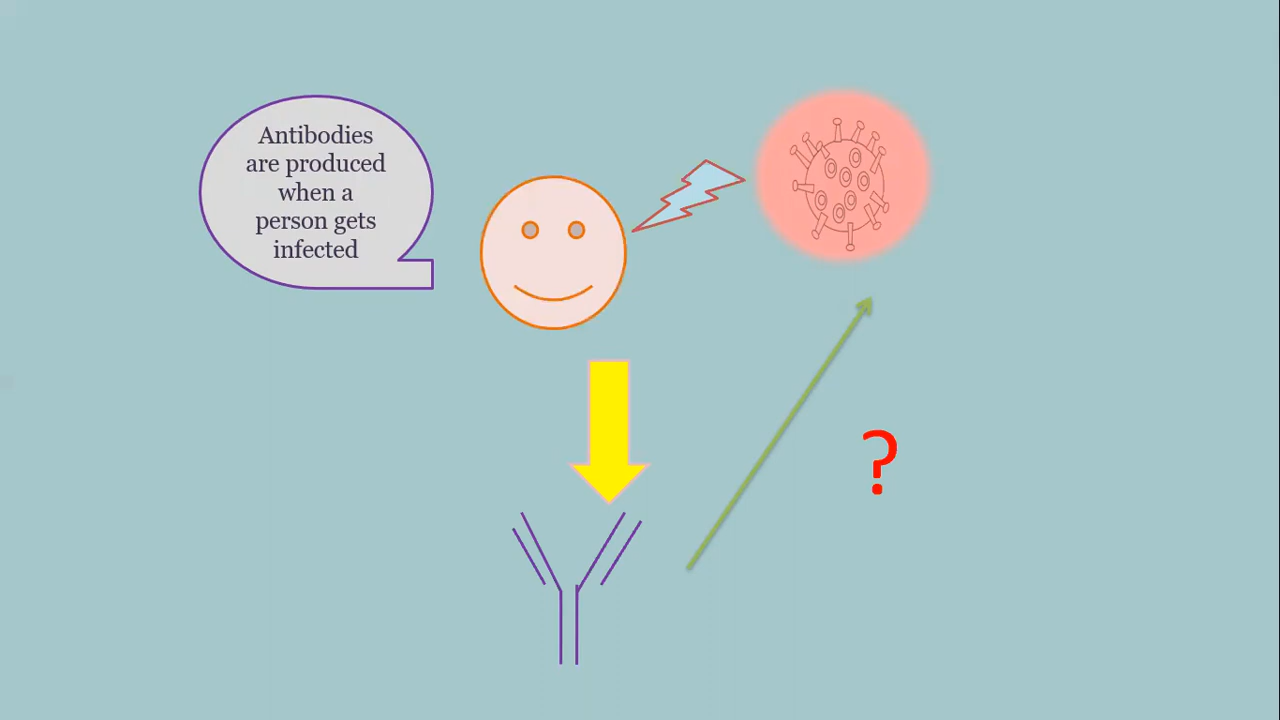 Antibodies
are produced
when a
person gets
infected
?